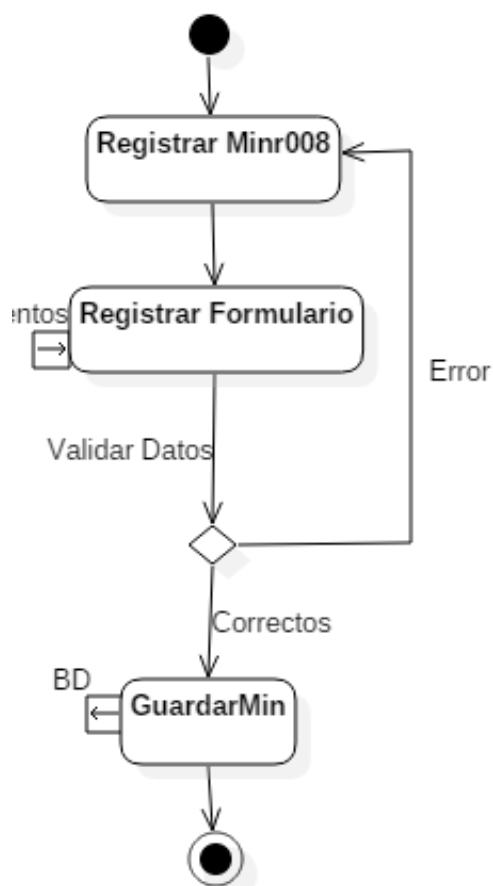 Registrar Minr008
entos
Registrar Formulario
Error
Validar Datos
Correctos
BD
GuardarMin